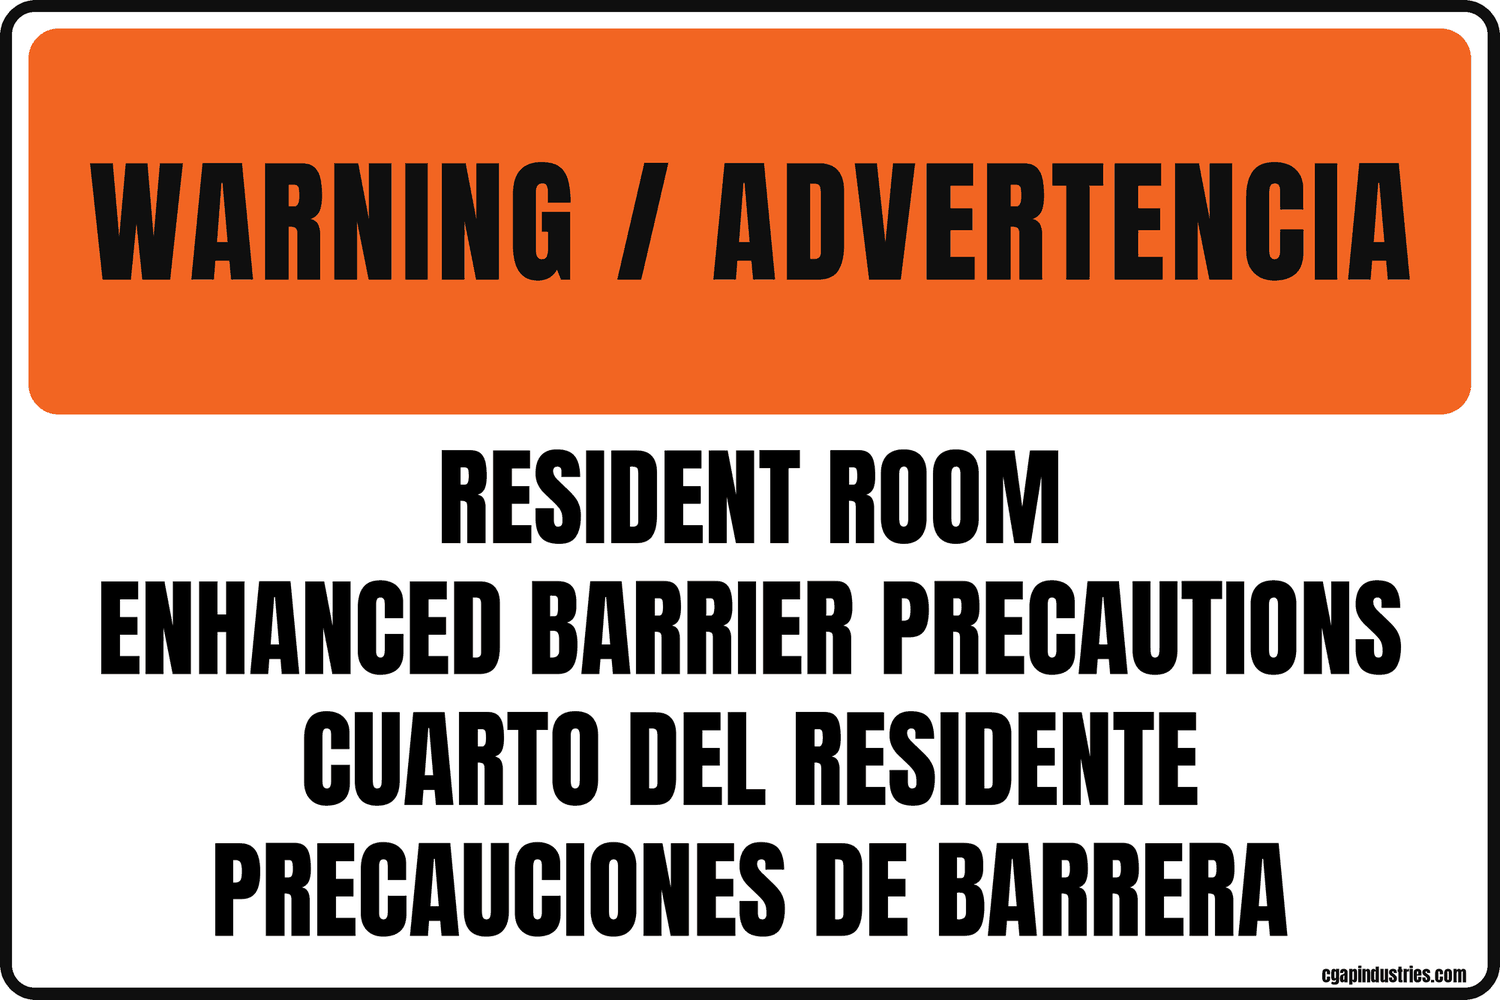 WARNING / ADVERTENCIA
RESIDENT ROOM
ENHANCED BARRIER PRECAUTIONS
CUARTO DEL RESIDENTE
PRECAUCIONES DE BARRERA
cgapindustries.com